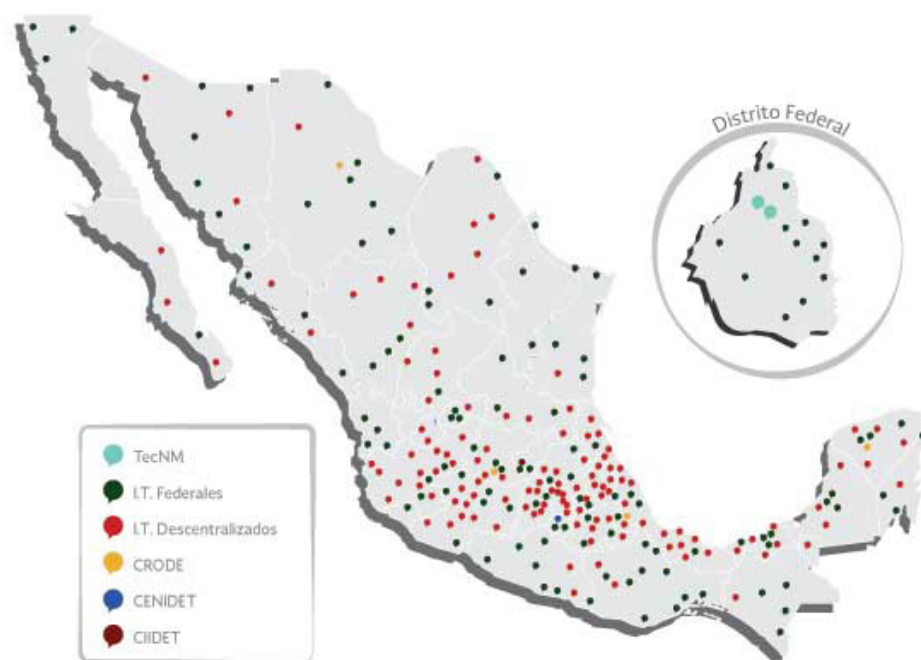 Distrito Federal
TecNM
I.T. Federales
I.T. Descentralizados
CRODE
CENIDET
CIIDET